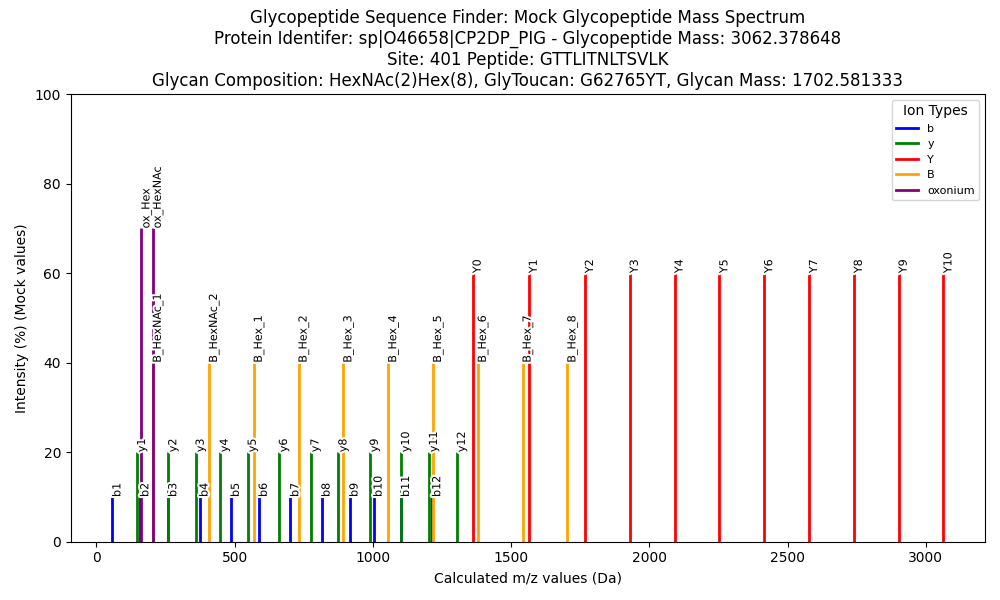 Glycopeptide Sequence Finder: Mock Glycopeptide Mass Spectrum
Protein Identifer: sp|O46658|CP2DP_PIG - Glycopeptide Mass: 3062.378648
Site: 401 Peptide: GTTLITNLTSVLK
Glycan Composition: HexNAc(2)Hex(8), GlyToucan: G62765YT, Glycan Mass: 1702.581333
Intensity (%) (Mock values)
100
80
60
40
20
0
Ion Types
b
y
Y
B
oxonium
ox_Hex
ox_HexNAc
Y0
Y1
Y2
Y3
Y4
Y5
Y6
Y7
Y8
Y9
Y10
B_HexNAc_1
B_HexNAc_2
B_Hex_1
B_Hex_2
B_Hex_3
B_Hex_4
B_Hex_5
B_Hex_6
B_Hex_7
B_Hex_8
y1
y2
y3
y4
y5
y6
y7
y8
y9
y10
y11
y12
b1
b2
b3
b4
b5
b6
b7
b8
b9
b10
b11
b12
0
500
1000
1500
2000
2500
3000
Calculated m/z values (Da)